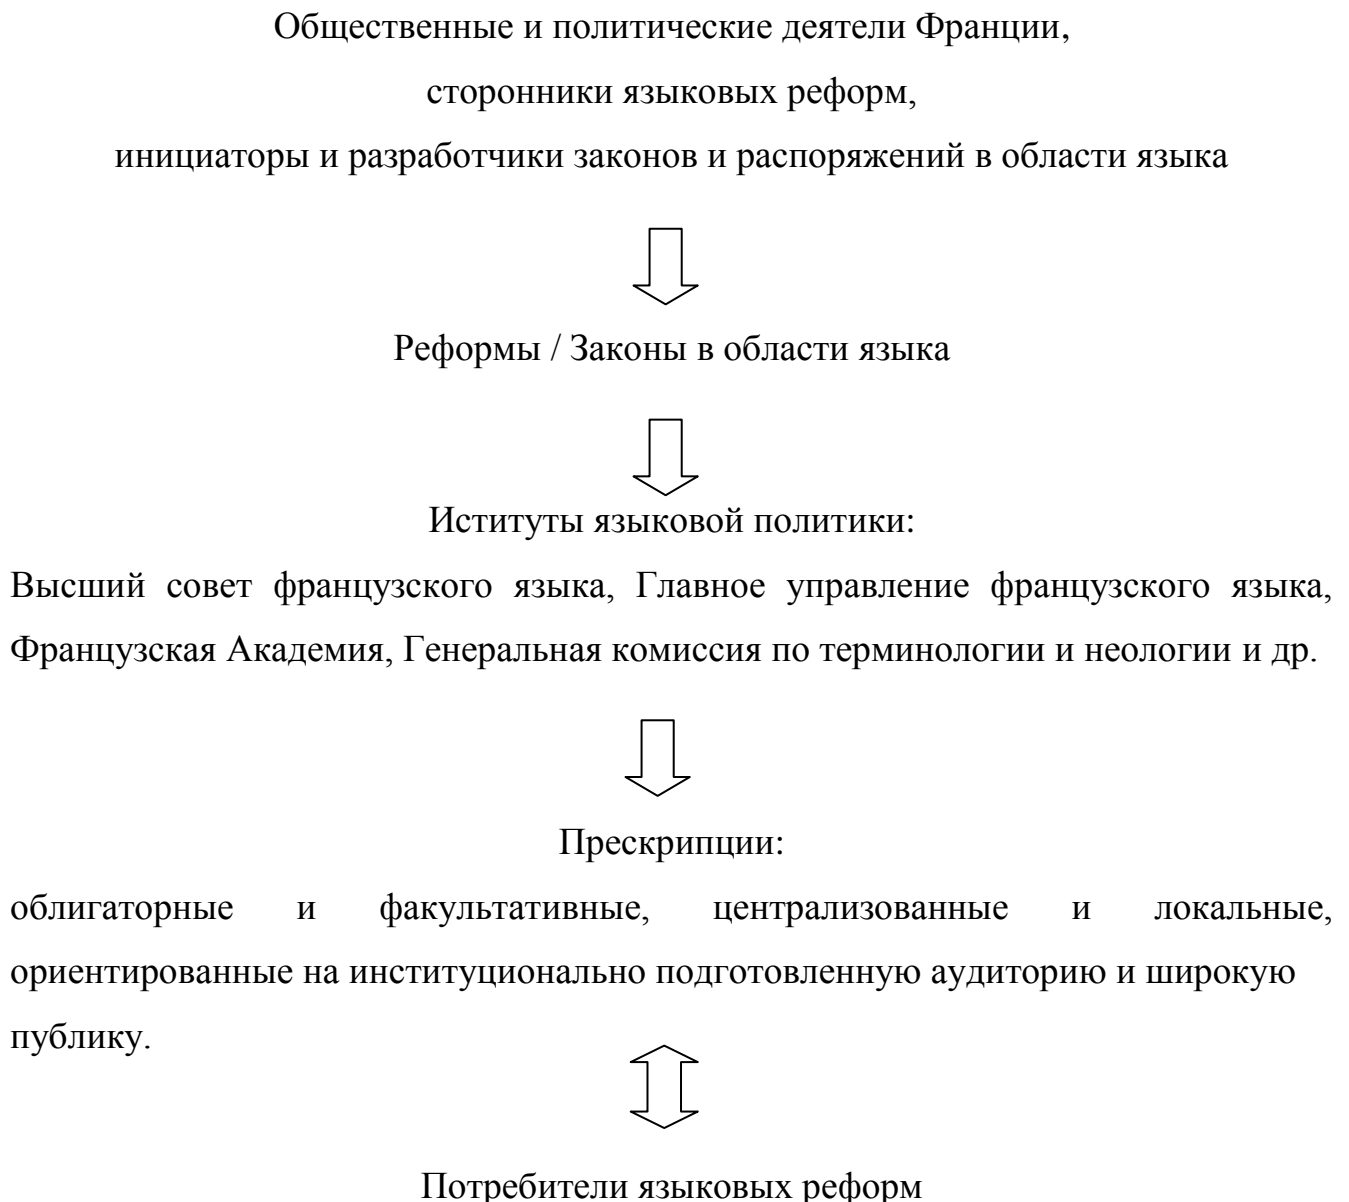 Общественные и политические деятели Франции,
сторонники языковых реформ,
инициаторы и разработчики законов и распоряжений в области языка
Реформы / Законы в области языка
Иституты языковой политики:
Высший совет французского языка, Главное управление французского языка,
Французская Академия, Генеральная комиссия по терминологии и неологии и др.
Прескрипции:
облигаторные и факультативные, централизованные и локальные,
ориентированные на институционально подготовленную аудиторию и широкую
публику.
Потребители языковых реформ